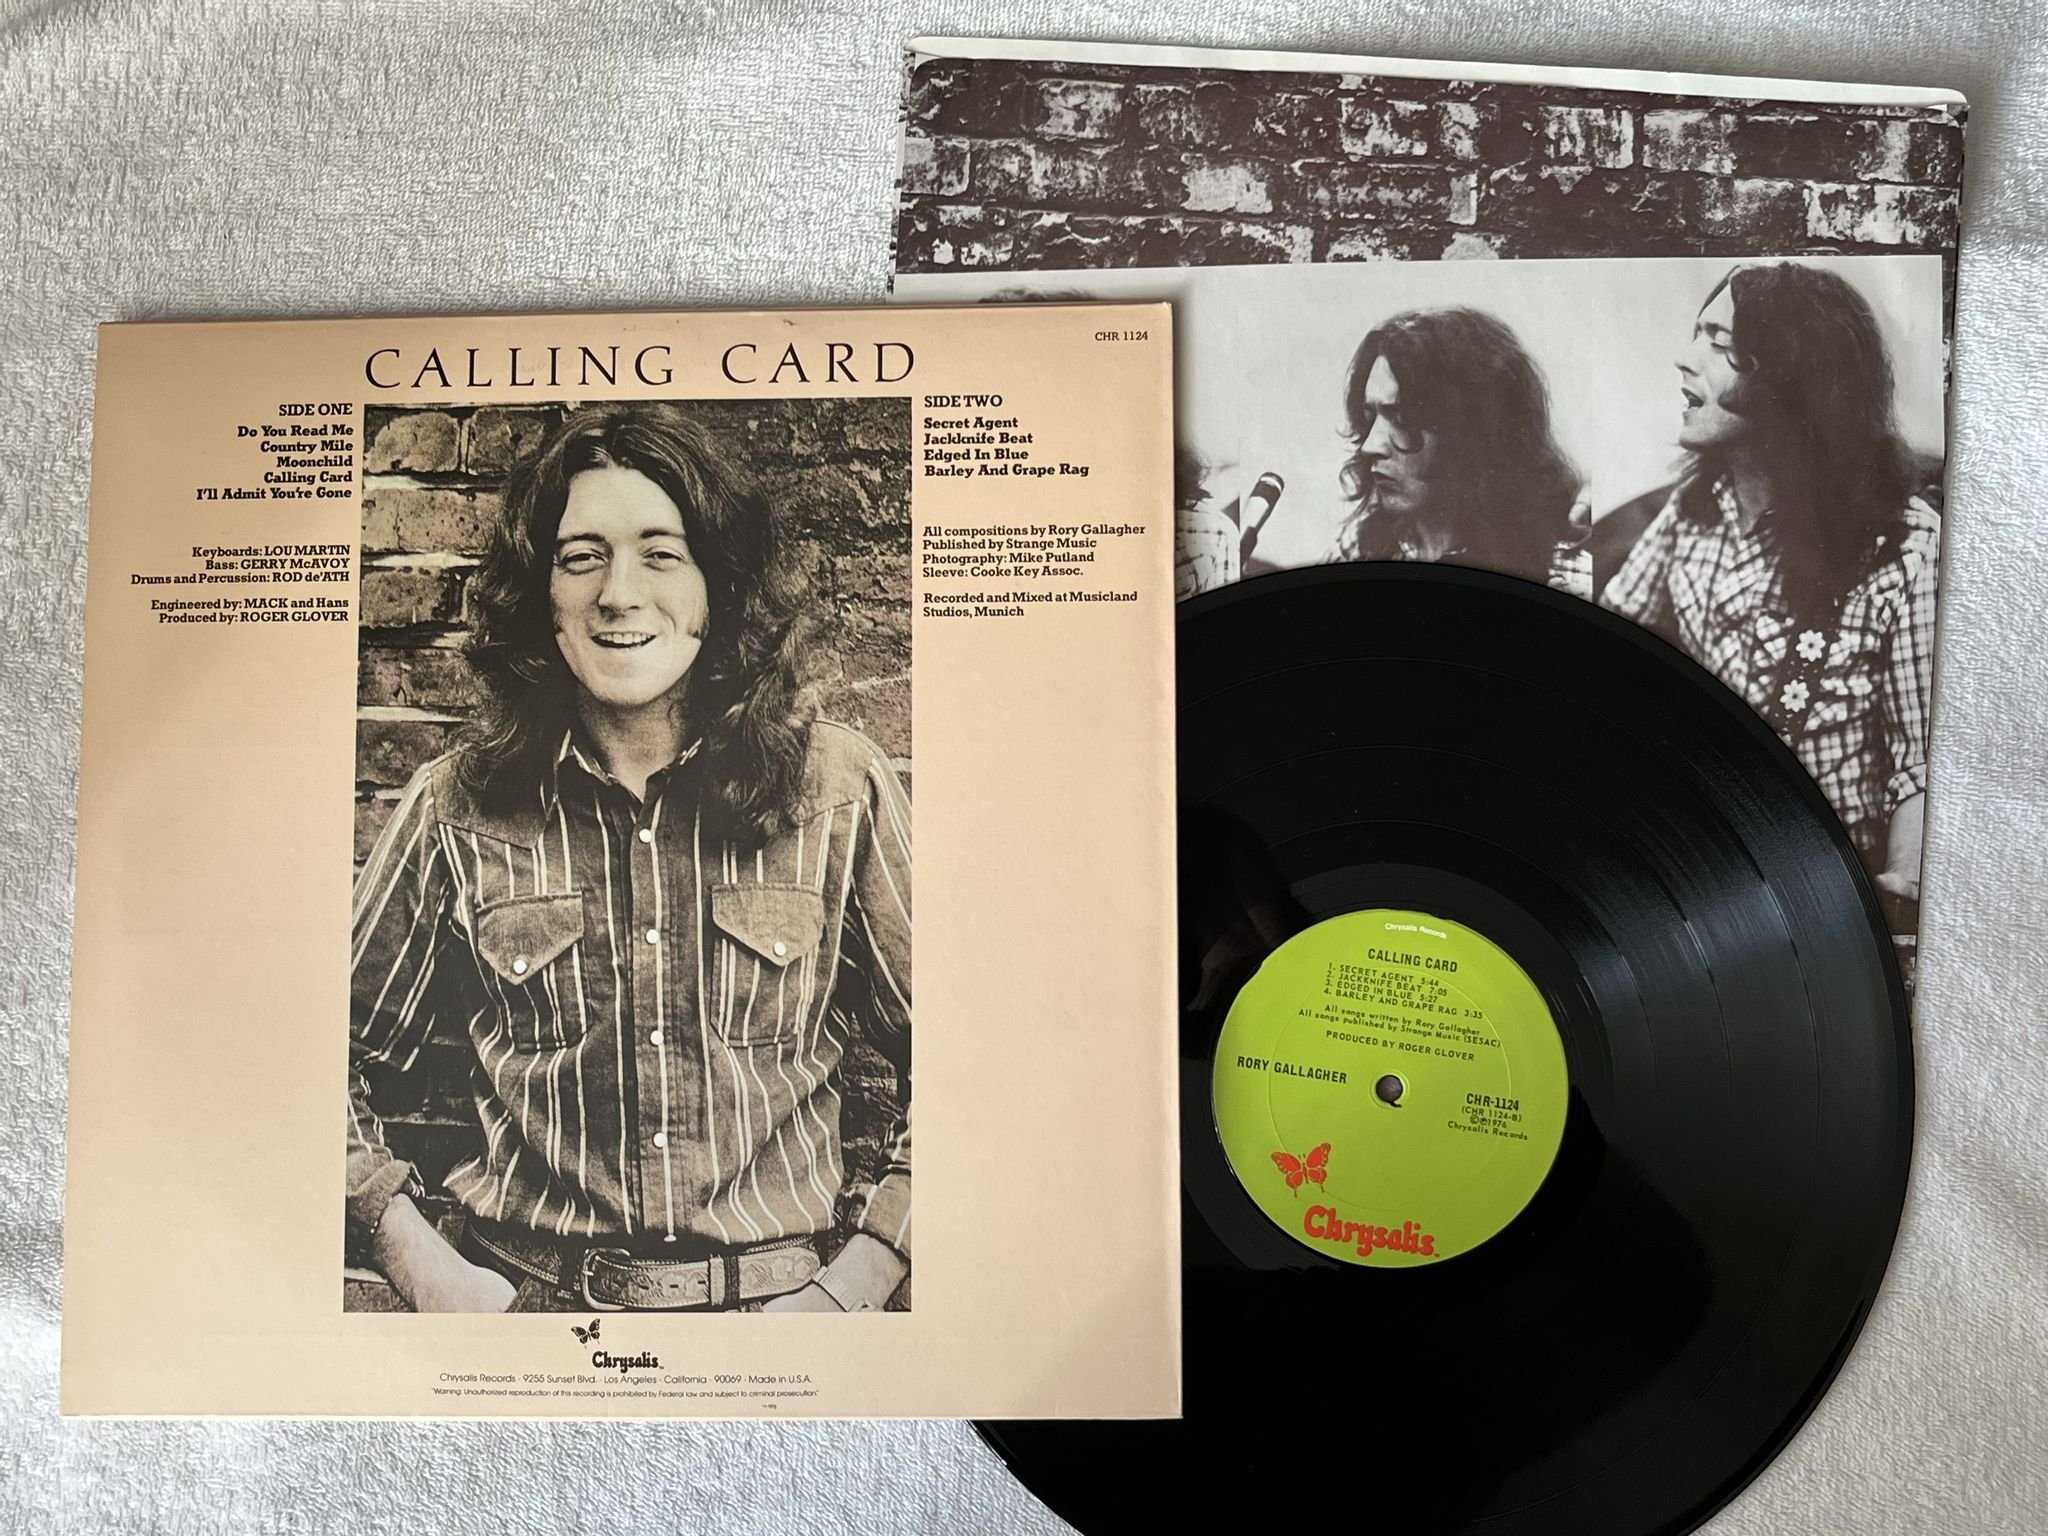 CALLING CARD
CHR 1124
SIDE ONE
Do You Read Me
Country Mile
Moonchild
Calling Card
I'll Admit You're Gone
Keyboards: LOU MARTIN
Bass: GERRY McAVOY
Drums and Percussion: ROD de'ATH
Engineered by: MACK and Hans
Produced by: ROGER GLOVER
SIDE TWO
Secret Agent
Jackknife Beat
Edged In Blue
Barley And Grape Rag
All compositions by Rory Gallagher
Published by Strange Music
Photography: Mike Putland
Sleeve: Cooke Key Assoc.
Recorded and Mixed at Musicland
Studios, Munich
Chrysalis™
Chrysalis Records · 9255 Sunset Blvd. · Los Angeles · California · 90069 · Made in U.S.A.
"Warning: Unauthorized reproduction of this recording is prohibited by Federal law and subject to criminal prosecution."
Chrysalis Records
CALLING CARD
1. SECRET AGENT 5:44
2. JACKKNIFE BEAT 7:05
3. EDGED IN BLUE 5:27
4. BARLEY AND GRAPE RAG 3:35
All songs written by Rory Gallagher
All songs published by Strange Music (SESAC)
PRODUCED BY ROGER GLOVER
RORY GALLAGHER
CHR-1124
(CHR 1124-B)
©℗1976
Chrysalis Records
Chrysalis™